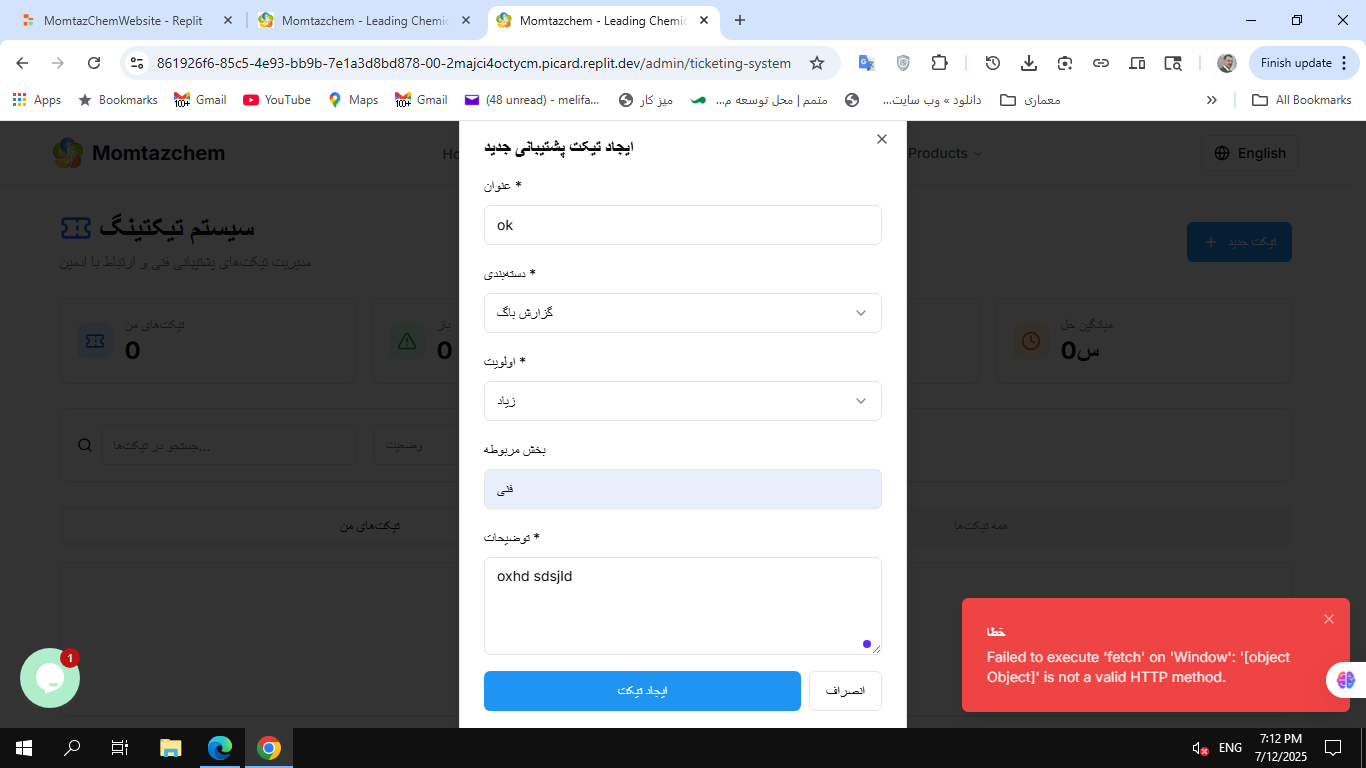 MomtazChemWebsite - Replit
Momtazchem - Leading Chemic
Momtazchem - Leading Chemic
861926f6-85c5-4e93-bb9b-7e1a3d8bd878-00-2majci4octycm.picard.replit.dev/admin/ticketing-system
Finish update
Apps
Bookmarks
100+
Gmail
YouTube
Maps
100+
Gmail
(48 unread) - melifa...
میز کار
متمم | محل توسعه م...
دانلود » وب سایت...
معماری
»
All Bookmarks
Momtazchem
Ho
Products
English
سیستم تیکتینگ
مدیریت تیکت‌های پشتیبانی فنی و ارتباط با ادمین
تیکت جدید +
تیکت‌های من
0
باز
0
میانگین حل
0س
جستجو در تیکت‌ها...
وضعیت
تیکت‌های من
همه تیکت‌ها
ایجاد تیکت پشتیبانی جدید
عنوان *
ok
دسته‌بندی *
گزارش باگ
اولویت *
زیاد
بخش مربوطه
فنی
توضیحات *
oxhd sdsjld
ایجاد تیکت
انصراف
خطا
Failed to execute 'fetch' on 'Window': '[object
Object]' is not a valid HTTP method.
1
ENG
7:12 PM
7/12/2025